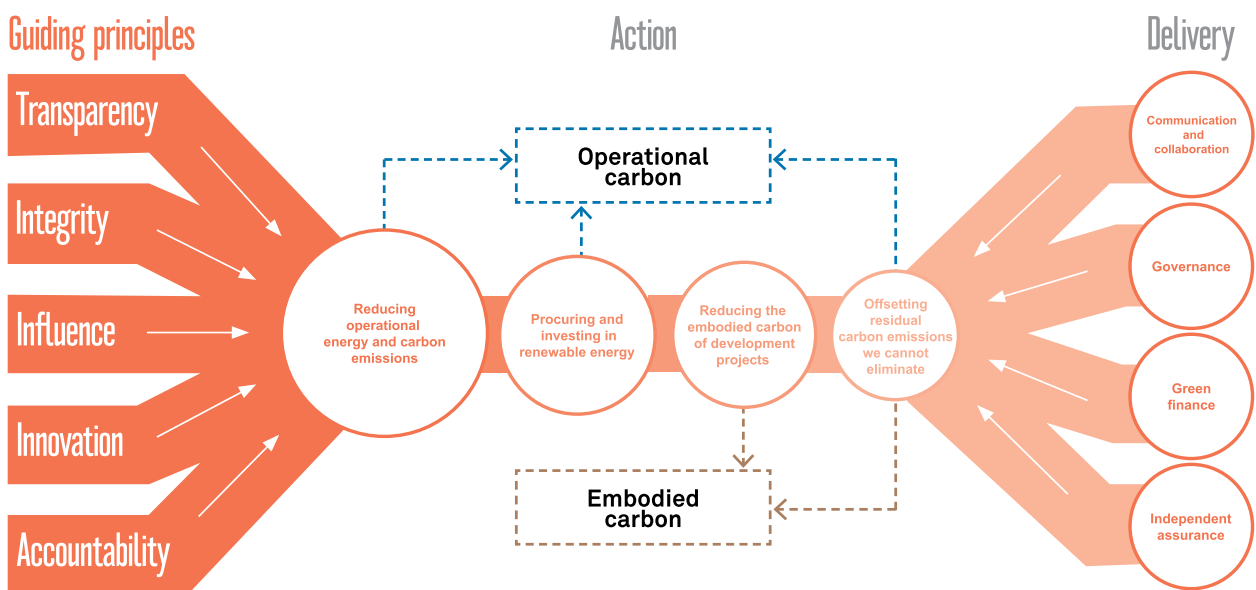 Guiding principles
Transparency
Integrity
Influence
Innovation
Accountability
Action
Operational
carbon
Reducing
operational
energy and carbon
emissions
Procuring and
investing in
renewable energy
Reducing the
embodied carbon
of development
projects
Offsetting
residual
carbon emissions
we cannot
eliminate
Embodied
carbon
Delivery
Communication
and
collaboration
Governance
Green
finance
Independent
assurance